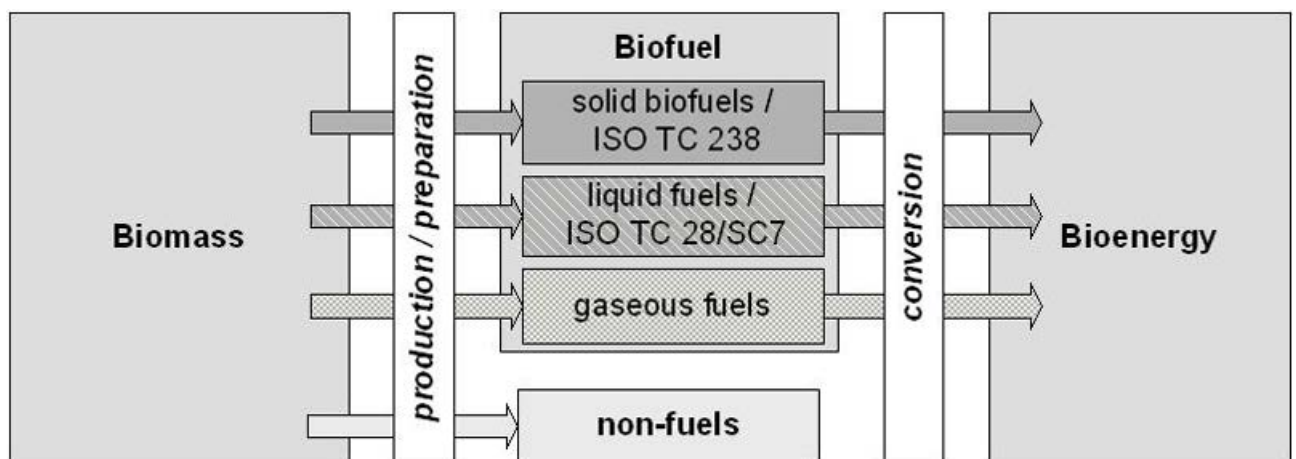 Biomass
production / preparation
Biofuel
solid biofuels /
ISO TC 238
liquid fuels /
ISO TC 28/SC7
gaseous fuels
non-fuels
conversion
Bioenergy